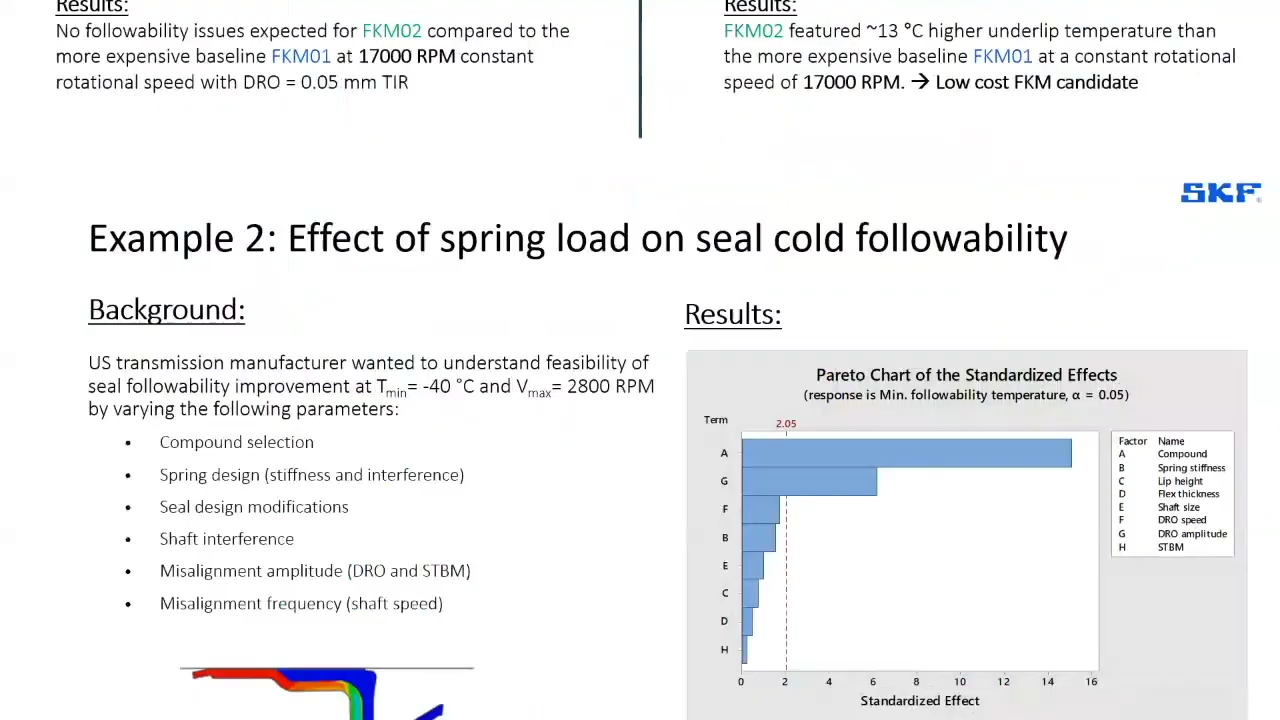 Results:
No followability issues expected for FKM02 compared to the
more expensive baseline FKM01 at 17000 RPM constant
rotational speed with DRO = 0.05 mm TIR
Results:
FKM02 featured ~13 °C higher underlip temperature than
the more expensive baseline FKM01 at a constant rotational
speed of 17000 RPM. → Low cost FKM candidate
SKF®
Example 2: Effect of spring load on seal cold followability
Background:
US transmission manufacturer wanted to understand feasibility of
seal followability improvement at Tmin= -40 °C and Vmax= 2800 RPM
by varying the following parameters:
• Compound selection
• Spring design (stiffness and interference)
• Seal design modifications
• Shaft interference
• Misalignment amplitude (DRO and STBM)
• Misalignment frequency (shaft speed)
Results:
Pareto Chart of the Standardized Effects
(response is Min. followability temperature, α = 0.05)
Term
2.05
A
G
F
B
E
C
D
H
0 2 4 6 8 10 12 14 16
Standardized Effect
Factor Name
A Compound
B Spring stiffness
C Lip height
D Flex thickness
E Shaft size
F DRO speed
G DRO amplitude
H STBM